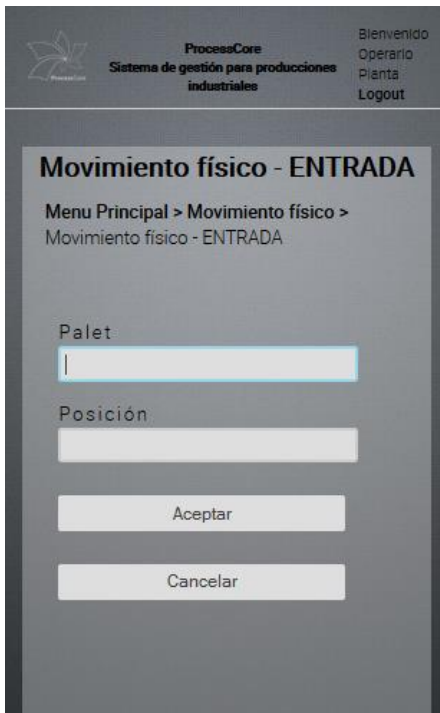 ProcessCore
ProcessCore
Sistema de gestión para producciones
industriales
Bienvenido
Operario
Planta
Logout
Movimiento físico - ENTRADA
Menu Principal > Movimiento físico >
Movimiento físico - ENTRADA
Palet
Posición
Aceptar
Cancelar